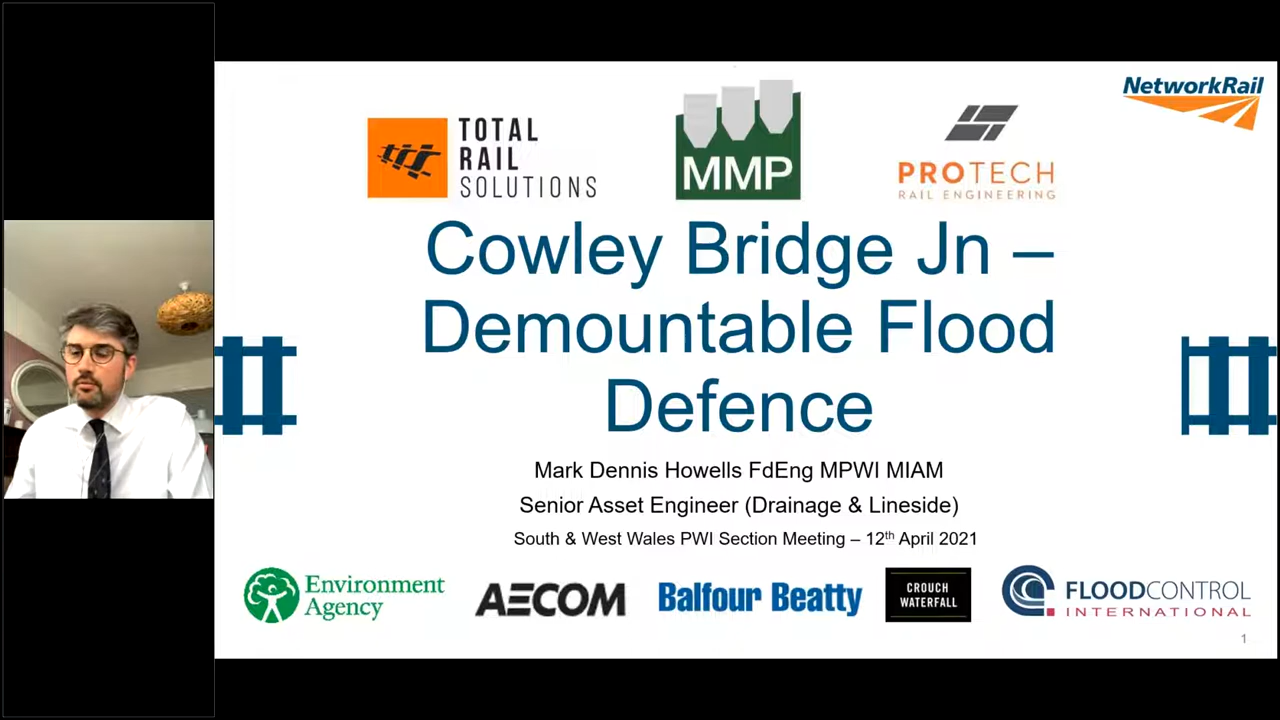 NetworkRail
TOTAL
RAIL
SOLUTIONS
MMP
PROTECH
RAIL ENGINEERING
Cowley Bridge Jn –
Demountable Flood
Defence
Mark Dennis Howells FdEng MPWI MIAM
Senior Asset Engineer (Drainage & Lineside)
South & West Wales PWI Section Meeting – 12th April 2021
Environment
Agency
AECOM
Balfour Beatty
CROUCH
WATERFALL
FLOODCONTROL
INTERNATIONAL
1